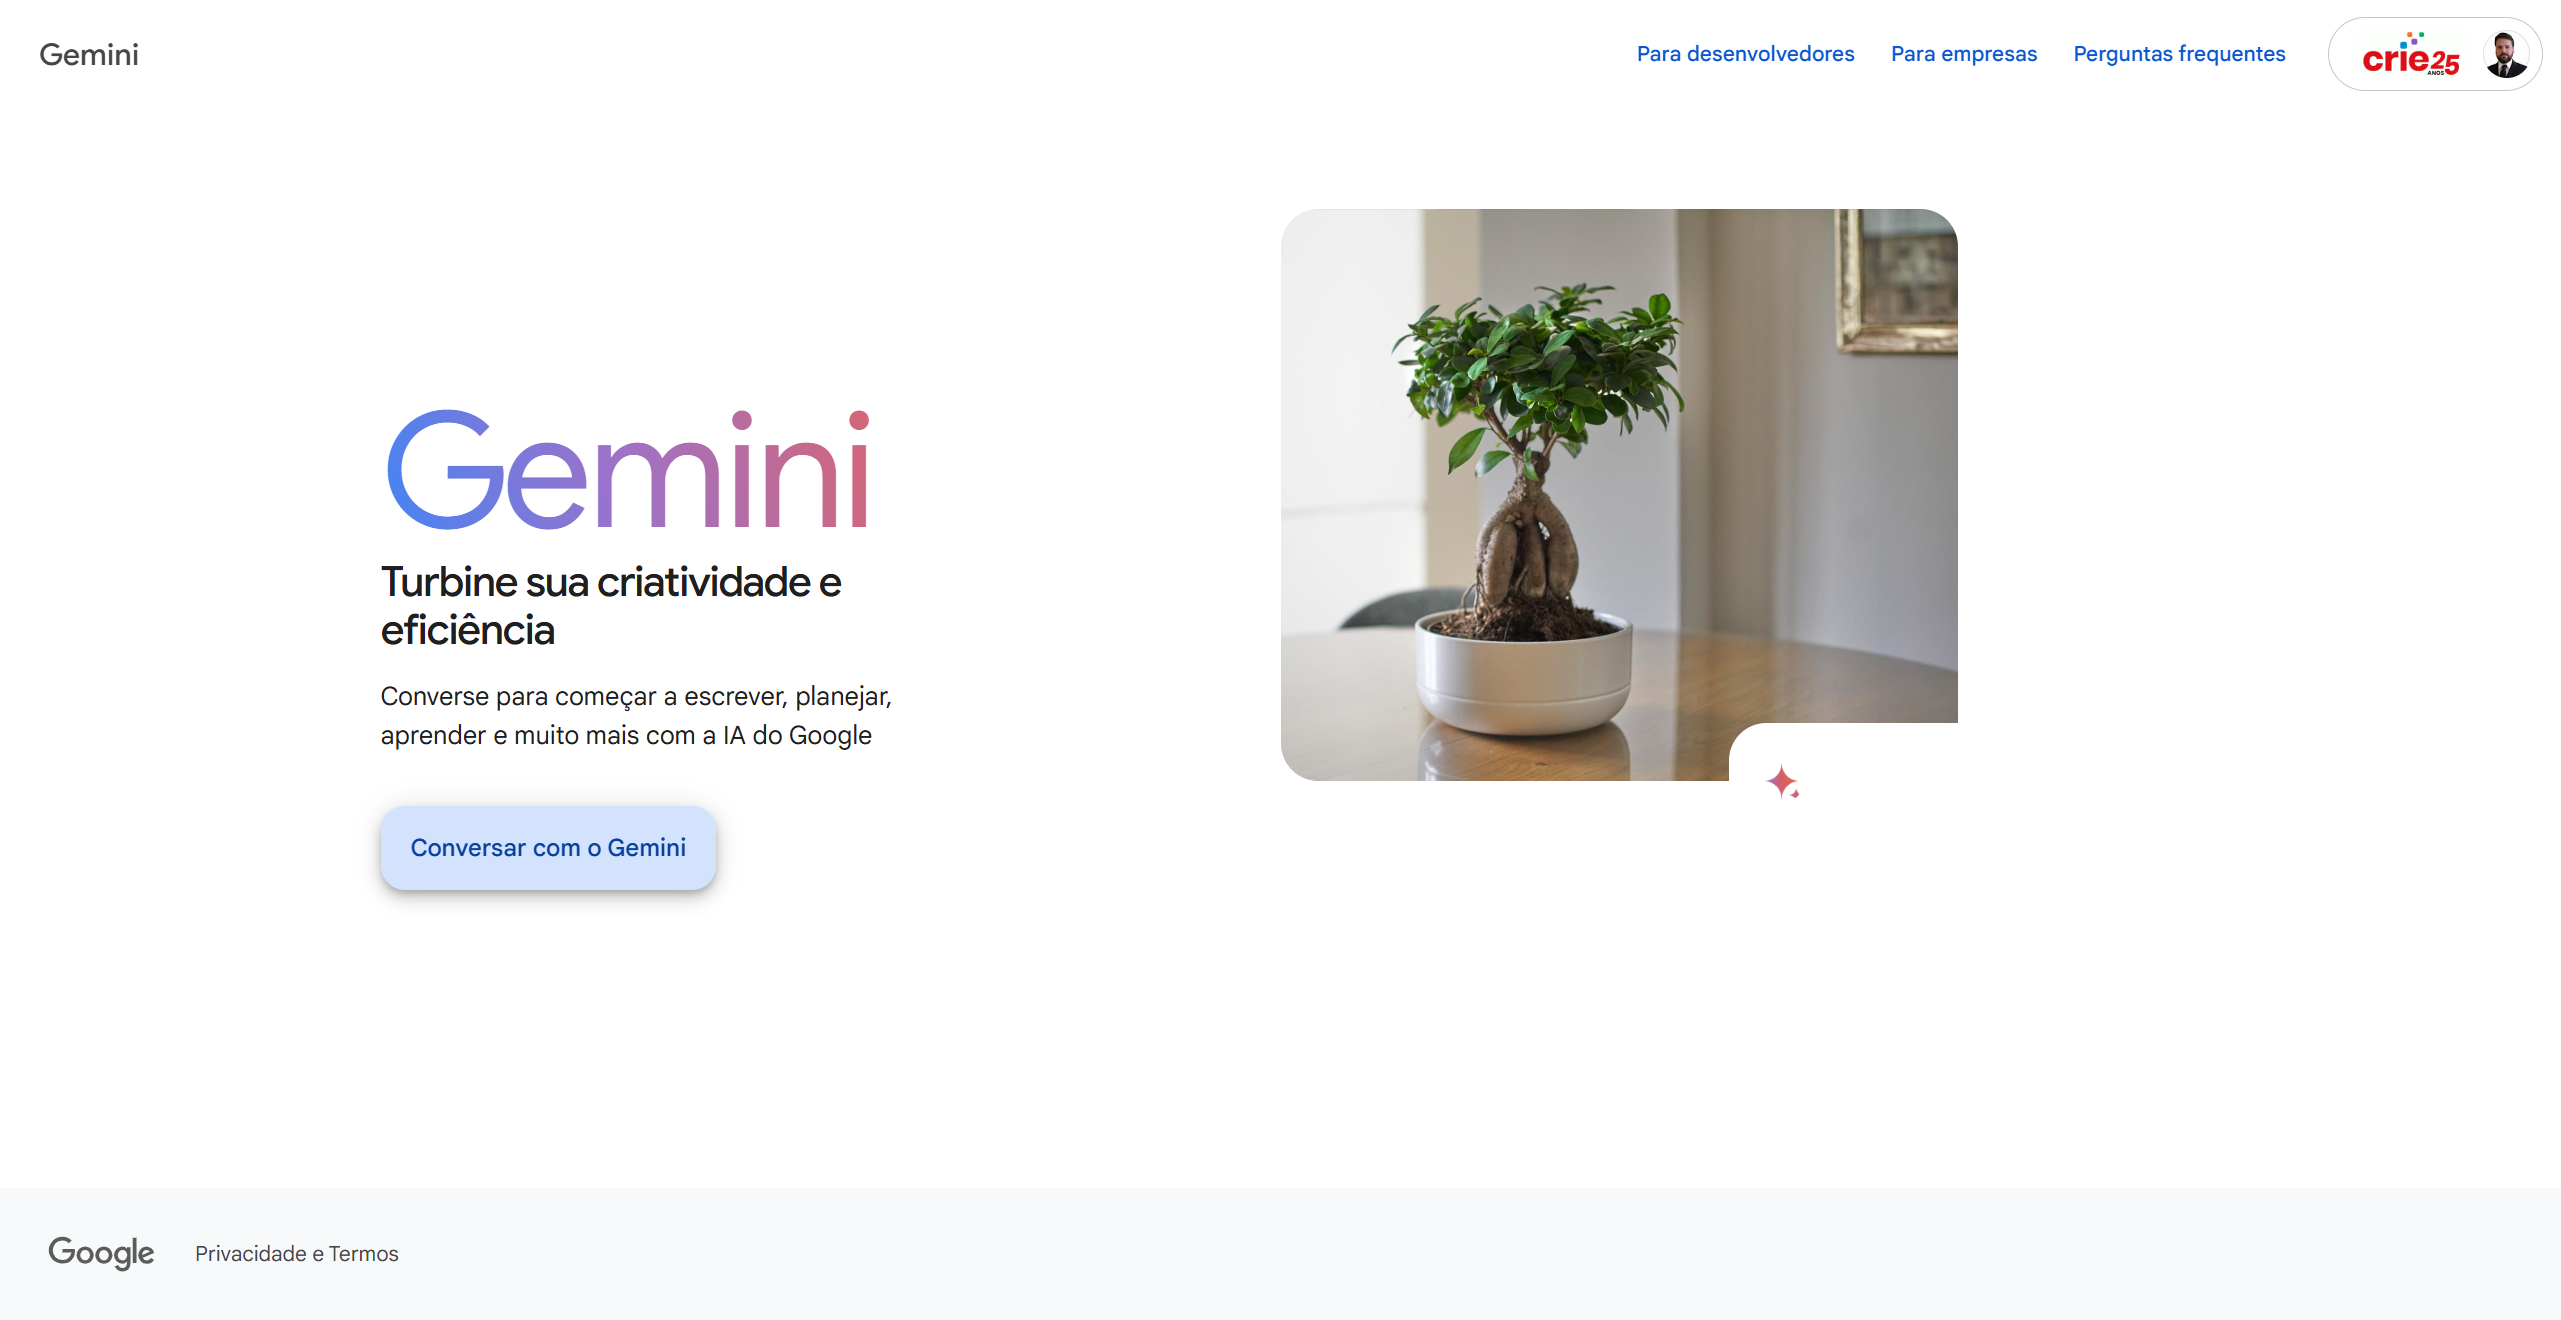 Gemini
Para desenvolvedores
Para empresas
Perguntas frequentes
crie25
ANOS
Gemini
Turbine sua criatividade e
eficiência
Converse para começar a escrever, planejar,
aprender e muito mais com a IA do Google
Conversar com o Gemini
Google
Privacidade e Termos